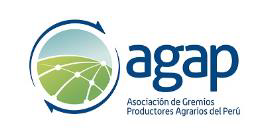 agap
Asociación de Gremios
Productores Agrarios del Perú